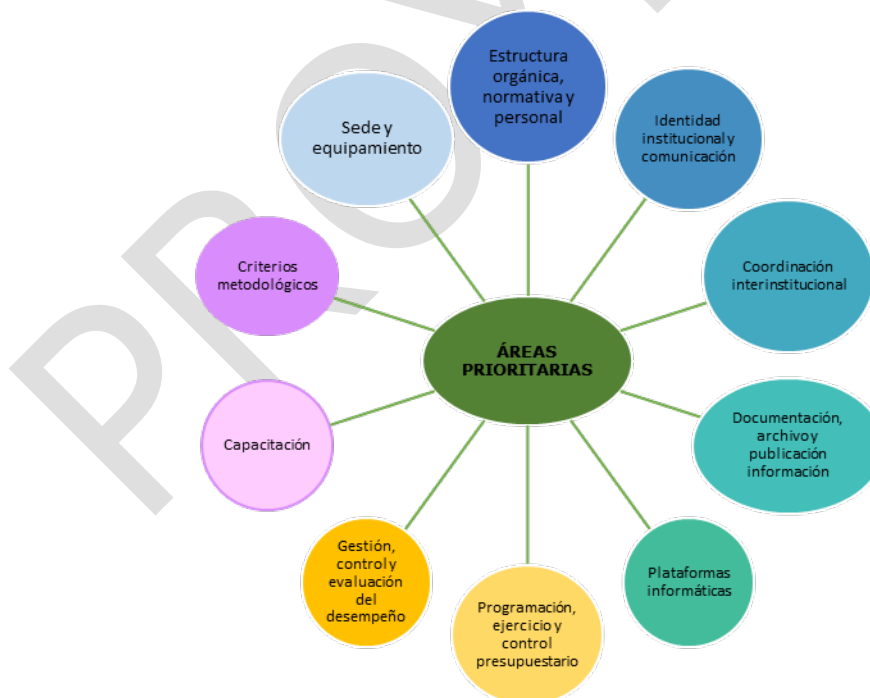 Estructura
orgánica,
normativa y
personal
Identidad
institucional y
comunicación
Coordinación
interinstitucional
Documentación,
archivo y
publicación
información
Plataformas
informáticas
Programación,
ejercicio y
control
presupuestario
Gestión,
control y
evaluación
del
desempeño
Capacitación
Criterios
metodológicos
Sede y
equipamiento
ÁREAS
PRIORITARIAS